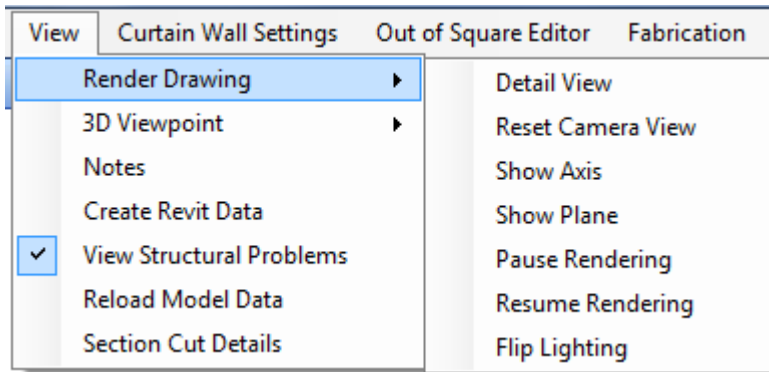 View Curtain Wall Settings Out of Square Editor Fabrication
Render Drawing
3D Viewpoint
Notes
Create Revit Data
View Structural Problems
Reload Model Data
Section Cut Details
Detail View
Reset Camera View
Show Axis
Show Plane
Pause Rendering
Resume Rendering
Flip Lighting